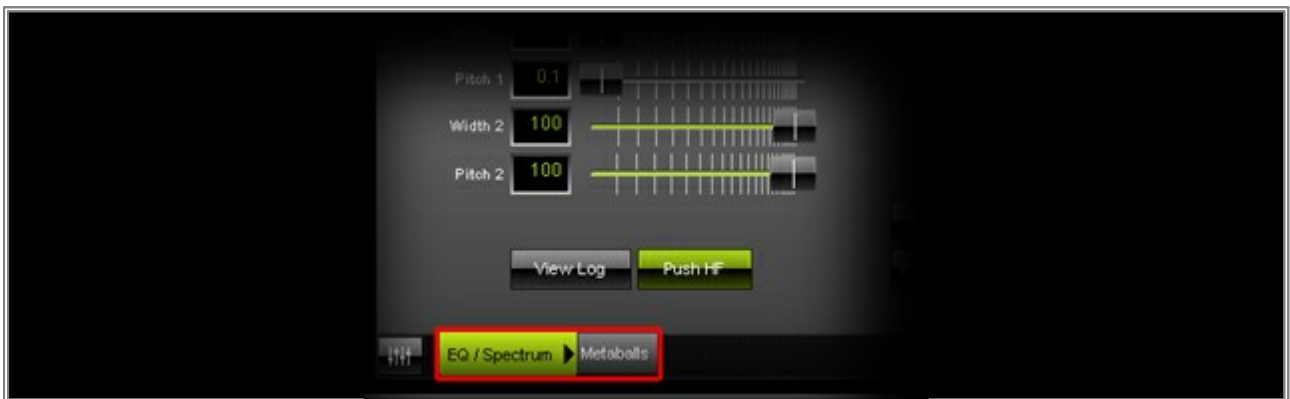 Pitch 1 0.1
Width 2 100
Pitch 2 100
View Log Push HF
EQ / Spectrum Metaballs